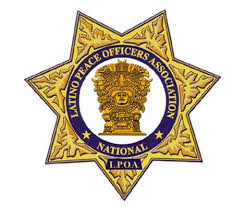 LATINO PEACE OFFICERS ASSOCIATION
NATIONAL
L.P.O.A.